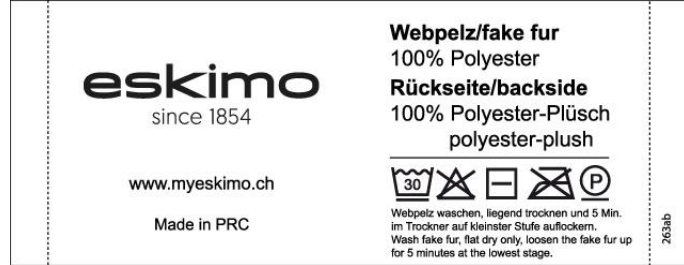 eskimo
since 1854
www.myeskimo.ch
Made in PRC
Webpelz/fake fur
100% Polyester
Rückseite/backside
100% Polyester-Plüsch
polyester-plush
30
P
Webpelz waschen, liegend trocknen und 5 Min.
im Trockner auf kleinster Stufe auflockern.
Wash fake fur, flat dry only, loosen the fake fur up
for 5 minutes at the lowest stage.
263ab